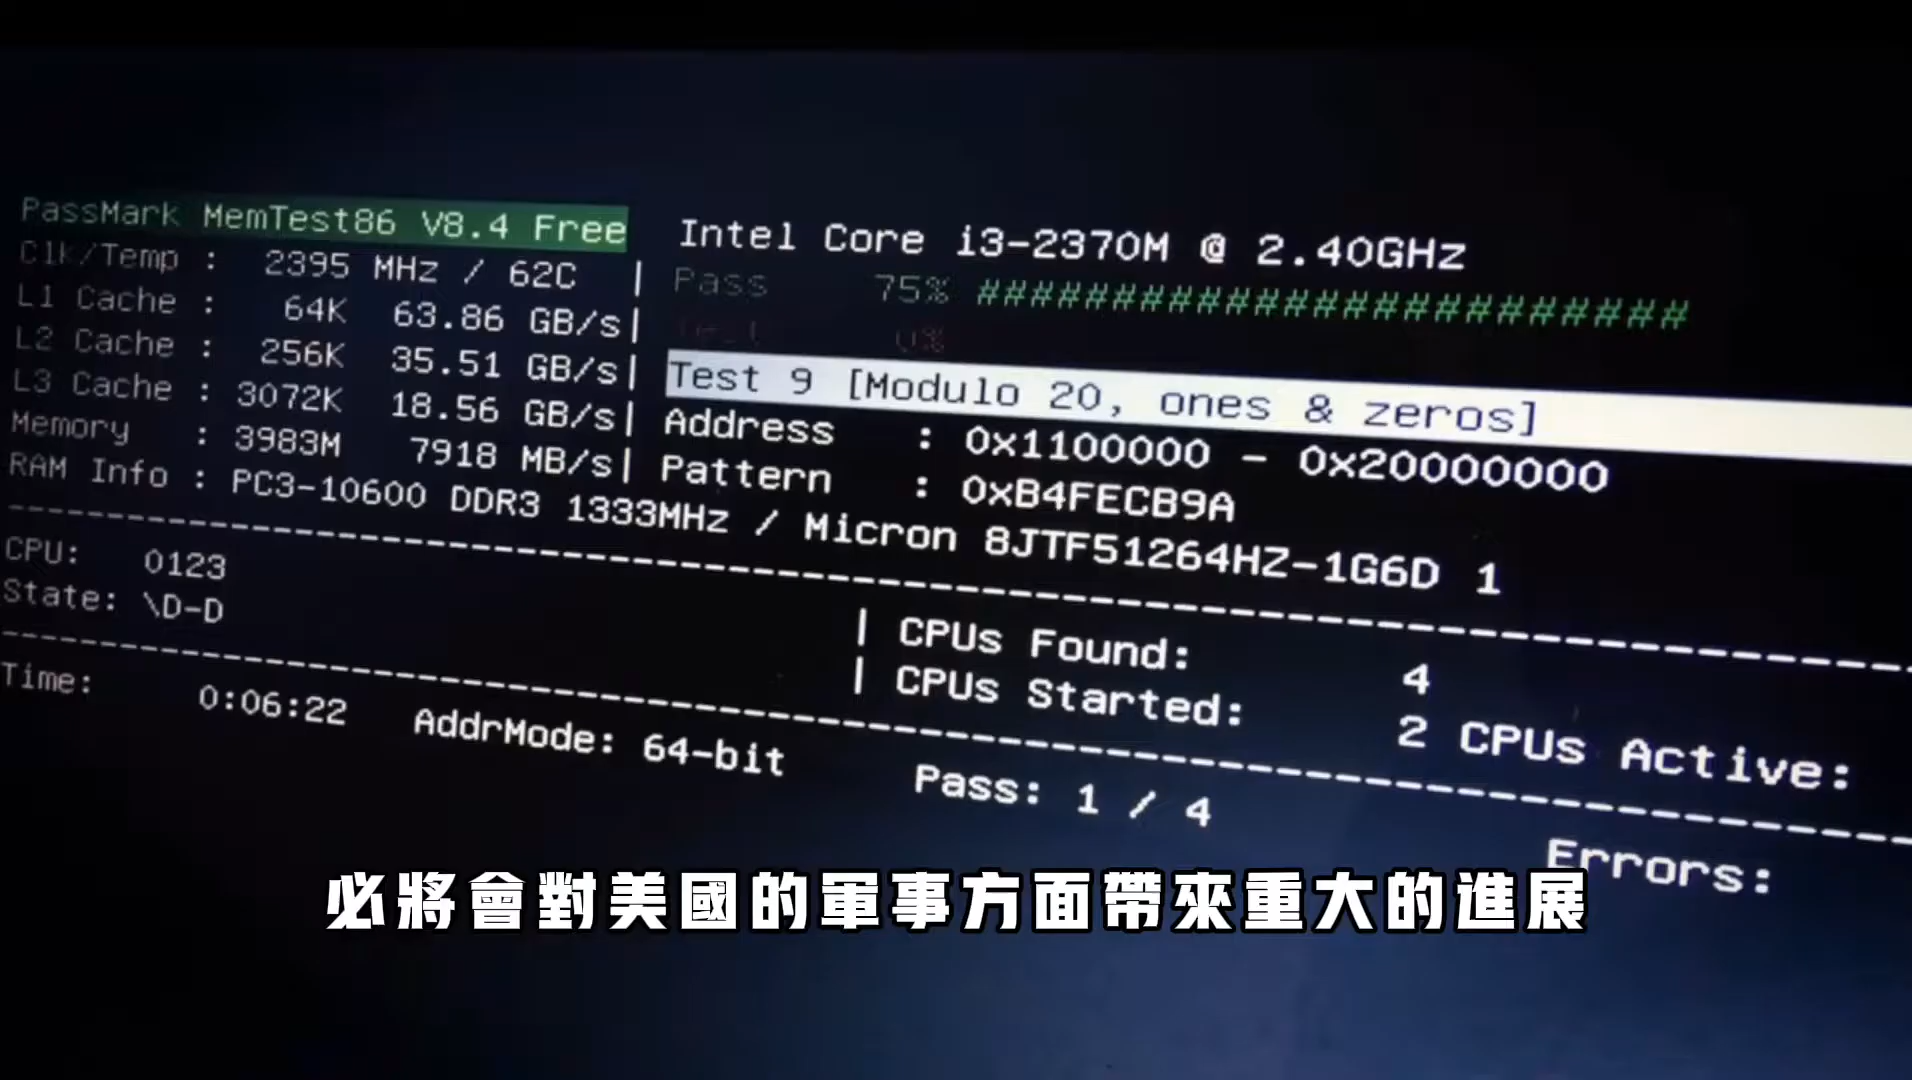 PassMark MemTest86 V8.4 Free
Intel Core i3-2370M @ 2.40GHz
Clk/Temp : 2395 MHz / 62C |
Pass 75% ##########################
L1 Cache : 64K 63.86 GB/s|
Test 0%
L2 Cache : 256K 35.51 GB/s|
Test 9 [Modulo 20, ones & zeros]
L3 Cache : 3072K 18.56 GB/s|
Address : 0x1100000 - 0x20000000
Memory : 3983M 7918 MB/s|
Pattern : 0xB4FECB9A
RAM Info : PC3-10600 DDR3 1333MHz / Micron 8JTF51264HZ-1G6D 1
CPU: 0123
| CPUs Found: 4
State: \D-D
| CPUs Started: 2 CPUs Active:
Time: 0:06:22 AddrMode: 64-bit Pass: 1 / 4 Errors:
必將會對美國的軍事方面帶來重大的進展